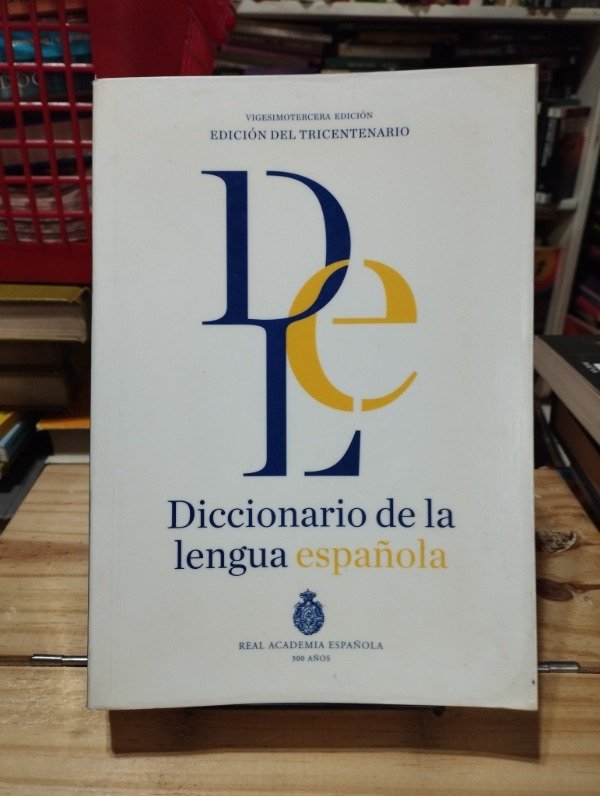 VIGESIMOTERCERA EDICIÓN
EDICIÓN DEL TRICENTENARIO
DLe
Diccionario de la
lengua española
REAL ACADEMIA ESPAÑOLA
300 AÑOS